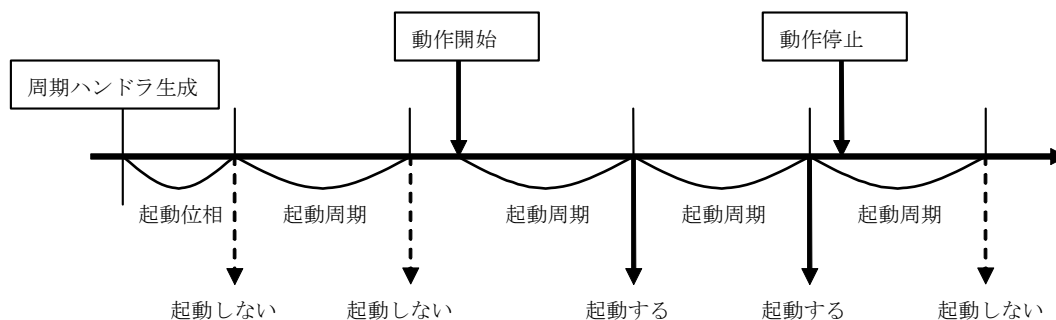 動作開始
動作停止
周期ハンドラ生成
起動位相
起動周期
起動周期
起動周期
起動周期
起動しない
起動しない
起動する
起動する
起動しない